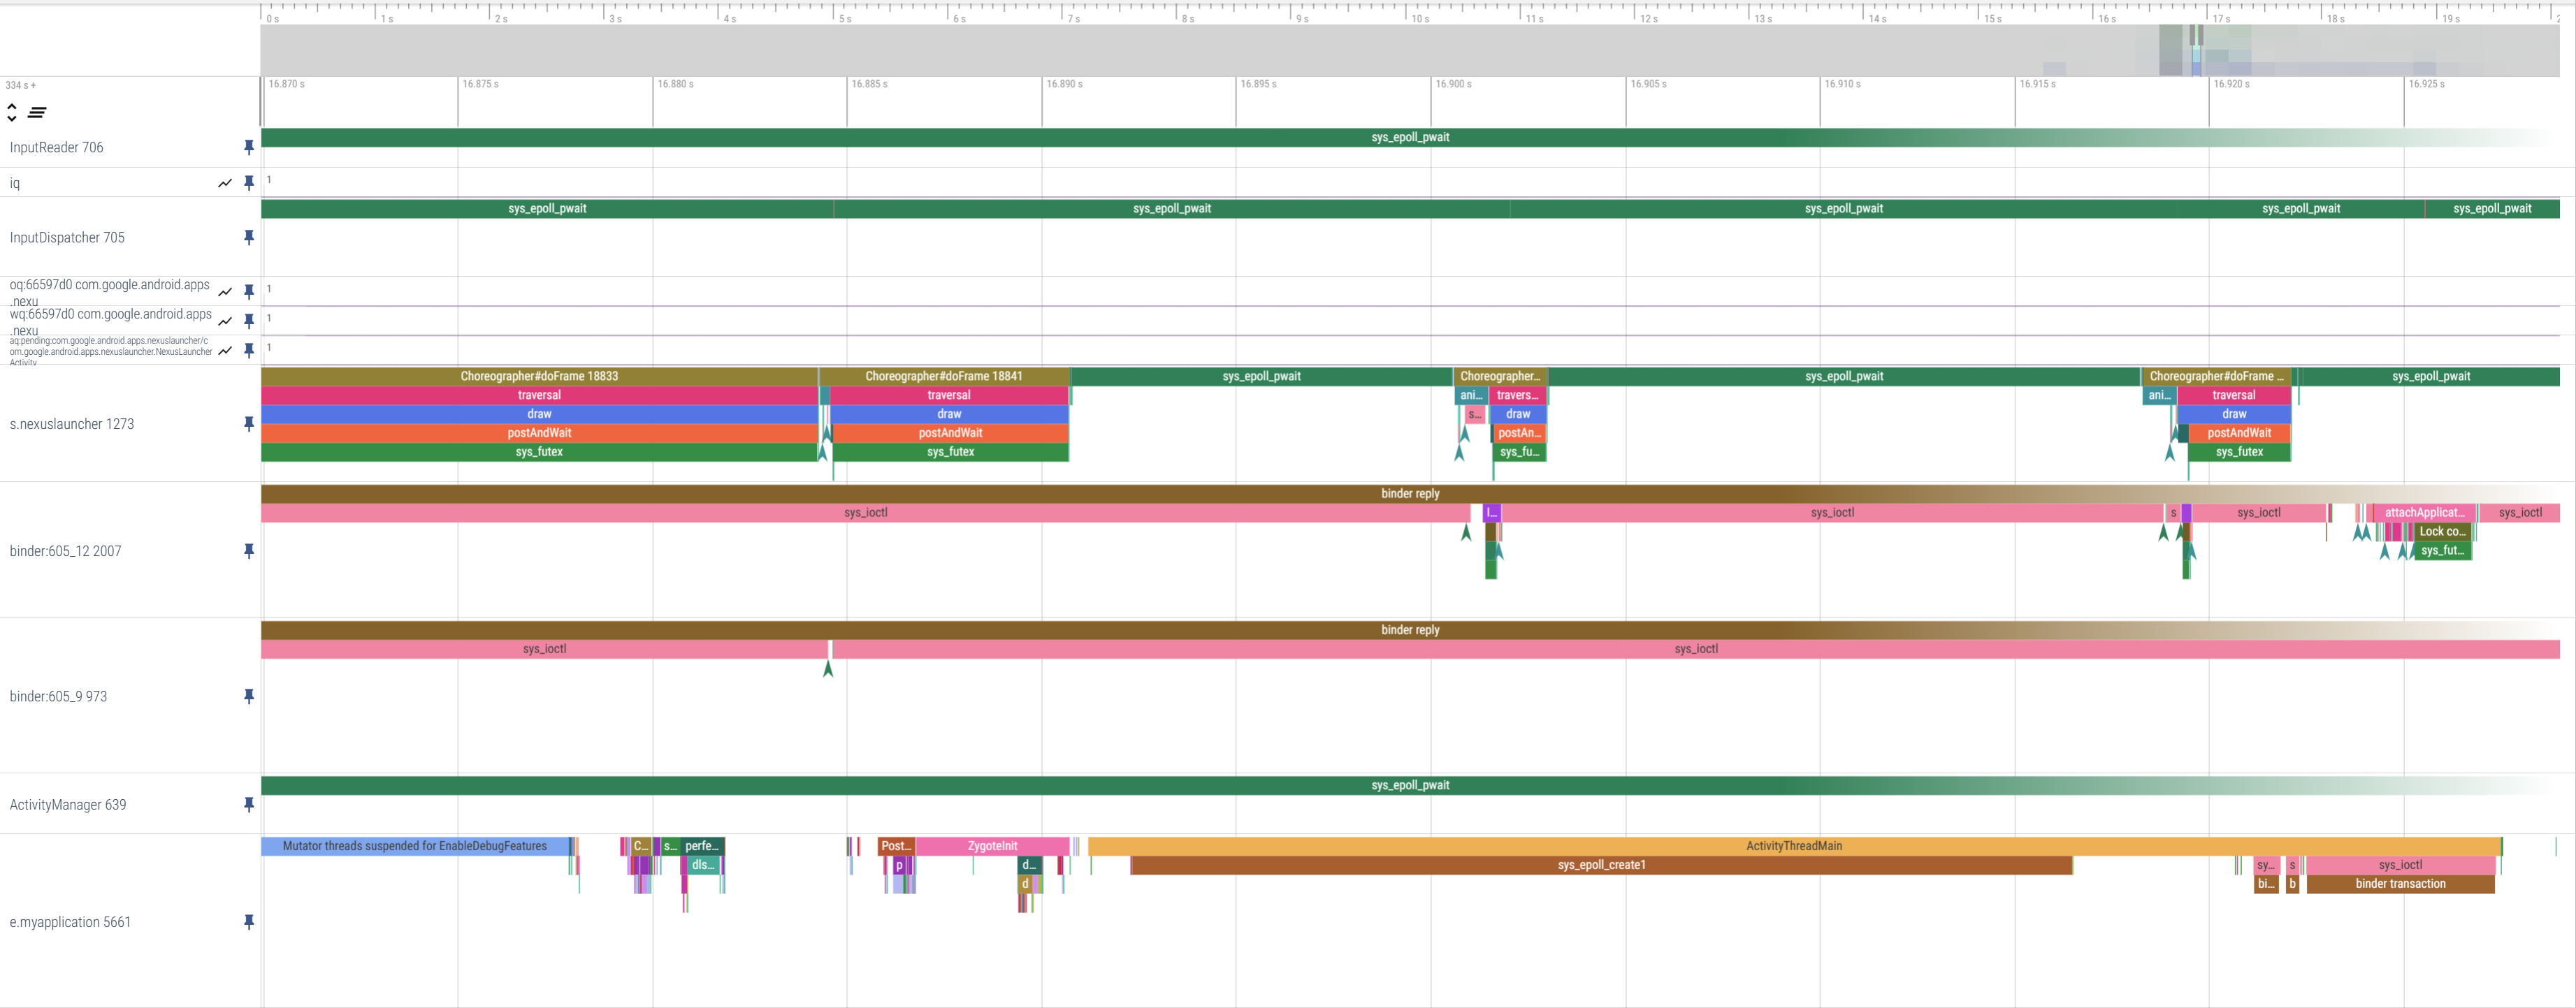 0 s 1 s 2 s 3 s 4 s 5 s 6 s 7 s 8 s 9 s 10 s 11 s 12 s 13 s 14 s 15 s 16 s 17 s 18 s 19 s
334 s + 16.870 s 16.875 s 16.880 s 16.885 s 16.890 s 16.895 s 16.900 s 16.905 s 16.910 s 16.915 s 16.920 s 16.925 s
sys_epoll_pwait
InputReader 706
iq 1
sys_epoll_pwait sys_epoll_pwait sys_epoll_pwait sys_epoll_pwait sys_epoll_pwait
InputDispatcher 705
oq:66597d0 com.google.android.apps
.nexu
1
wq:66597d0 com.google.android.apps
.nexu
1
aq:pending:com.google.android.apps.nexuslauncher/c
om.google.android.apps.nexuslauncher.NexusLauncher
Activity
1
Choreographer#doFrame 18833 Choreographer#doFrame 18841 sys_epoll_pwait Choreographer... sys_epoll_pwait Choreographer#doFrame ... sys_epoll_pwait
traversal traversal ani... travers... ani... traversal
draw draw s... draw draw
s.nexuslauncher 1273
postAndWait postAndWait postAn... postAndWait
sys_futex sys_futex sys_fu... sys_futex
binder reply
sys_ioctl l... sys_ioctl s sys_ioctl attachApplicat... sys_ioctl
Lock co...
binder:605_12 2007
sys_fut...
binder reply
sys_ioctl sys_ioctl
binder:605_9 973
sys_epoll_pwait
ActivityManager 639
Mutator threads suspended for EnableDebugFeatures C... s... perfe... Post... ZygoteInit ActivityThreadMain
dls... p d... sys_epoll_create1 sy... s sys_ioctl
d bi... b binder transaction
e.myapplication 5661